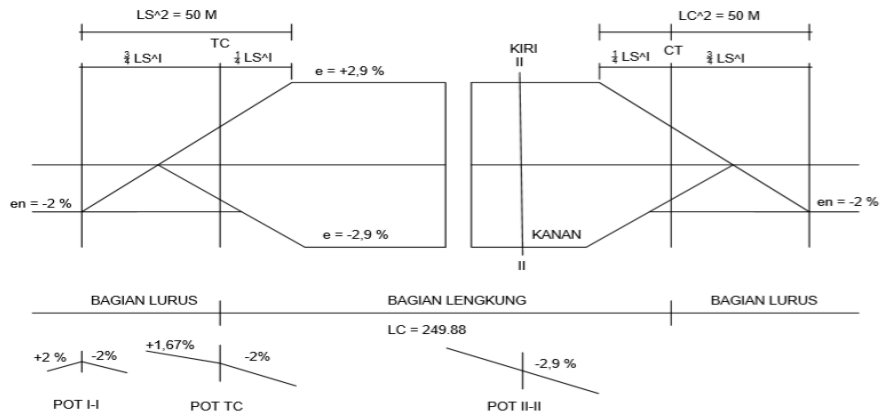 LS^2 = 50 M
LC^2 = 50 M
TC
KIRI
II
CT
¾ LS^I
¼ LS^I
¼ LS^I
¾ LS^I
e = +2,9 %
en = -2 %
en = -2 %
e = -2,9 %
KANAN
II
BAGIAN LURUS
BAGIAN LENGKUNG
BAGIAN LURUS
LC = 249.88
+1,67%
+2 %
-2%
-2%
-2,9 %
POT I-I
POT TC
POT II-II